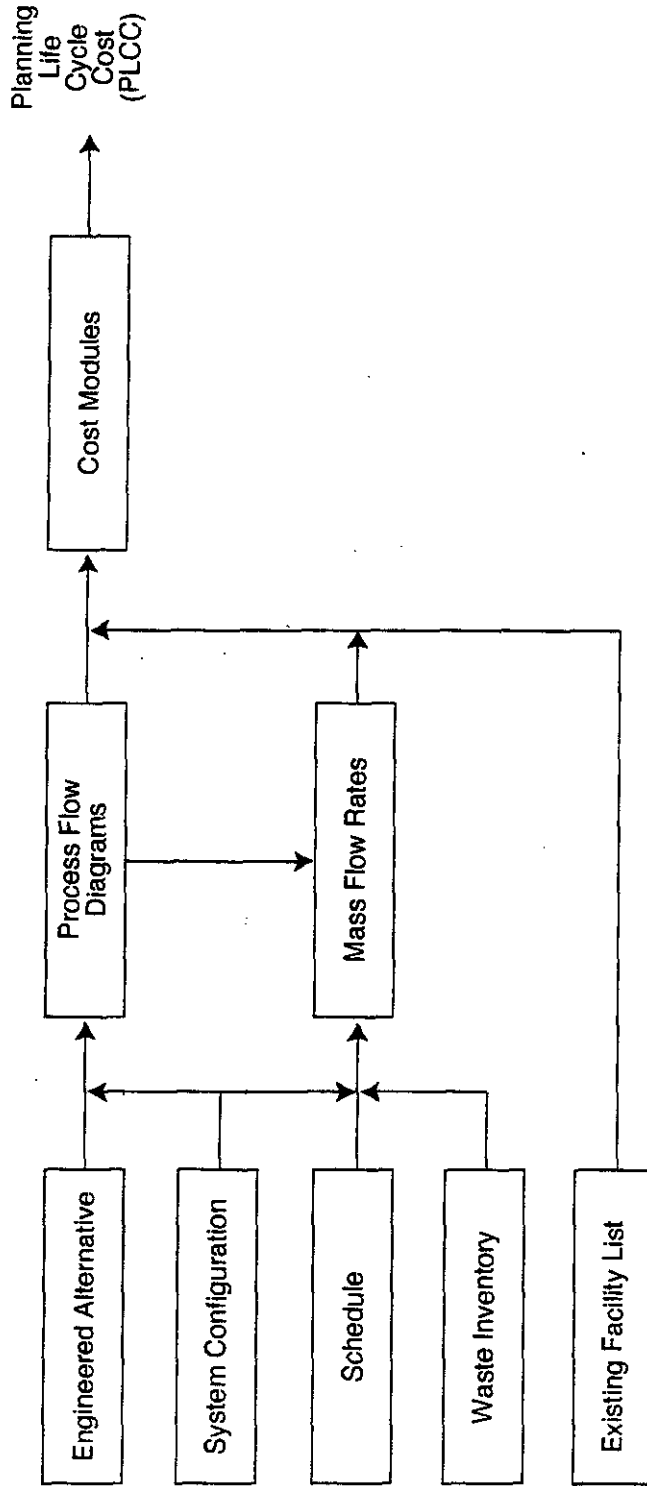 Engineered Alternative
System Configuration
Schedule
Waste Inventory
Existing Facility List
Process Flow
Diagrams
Mass Flow Rates
Cost Modules
Planning
Life
Cycle
Cost
(PLCC)